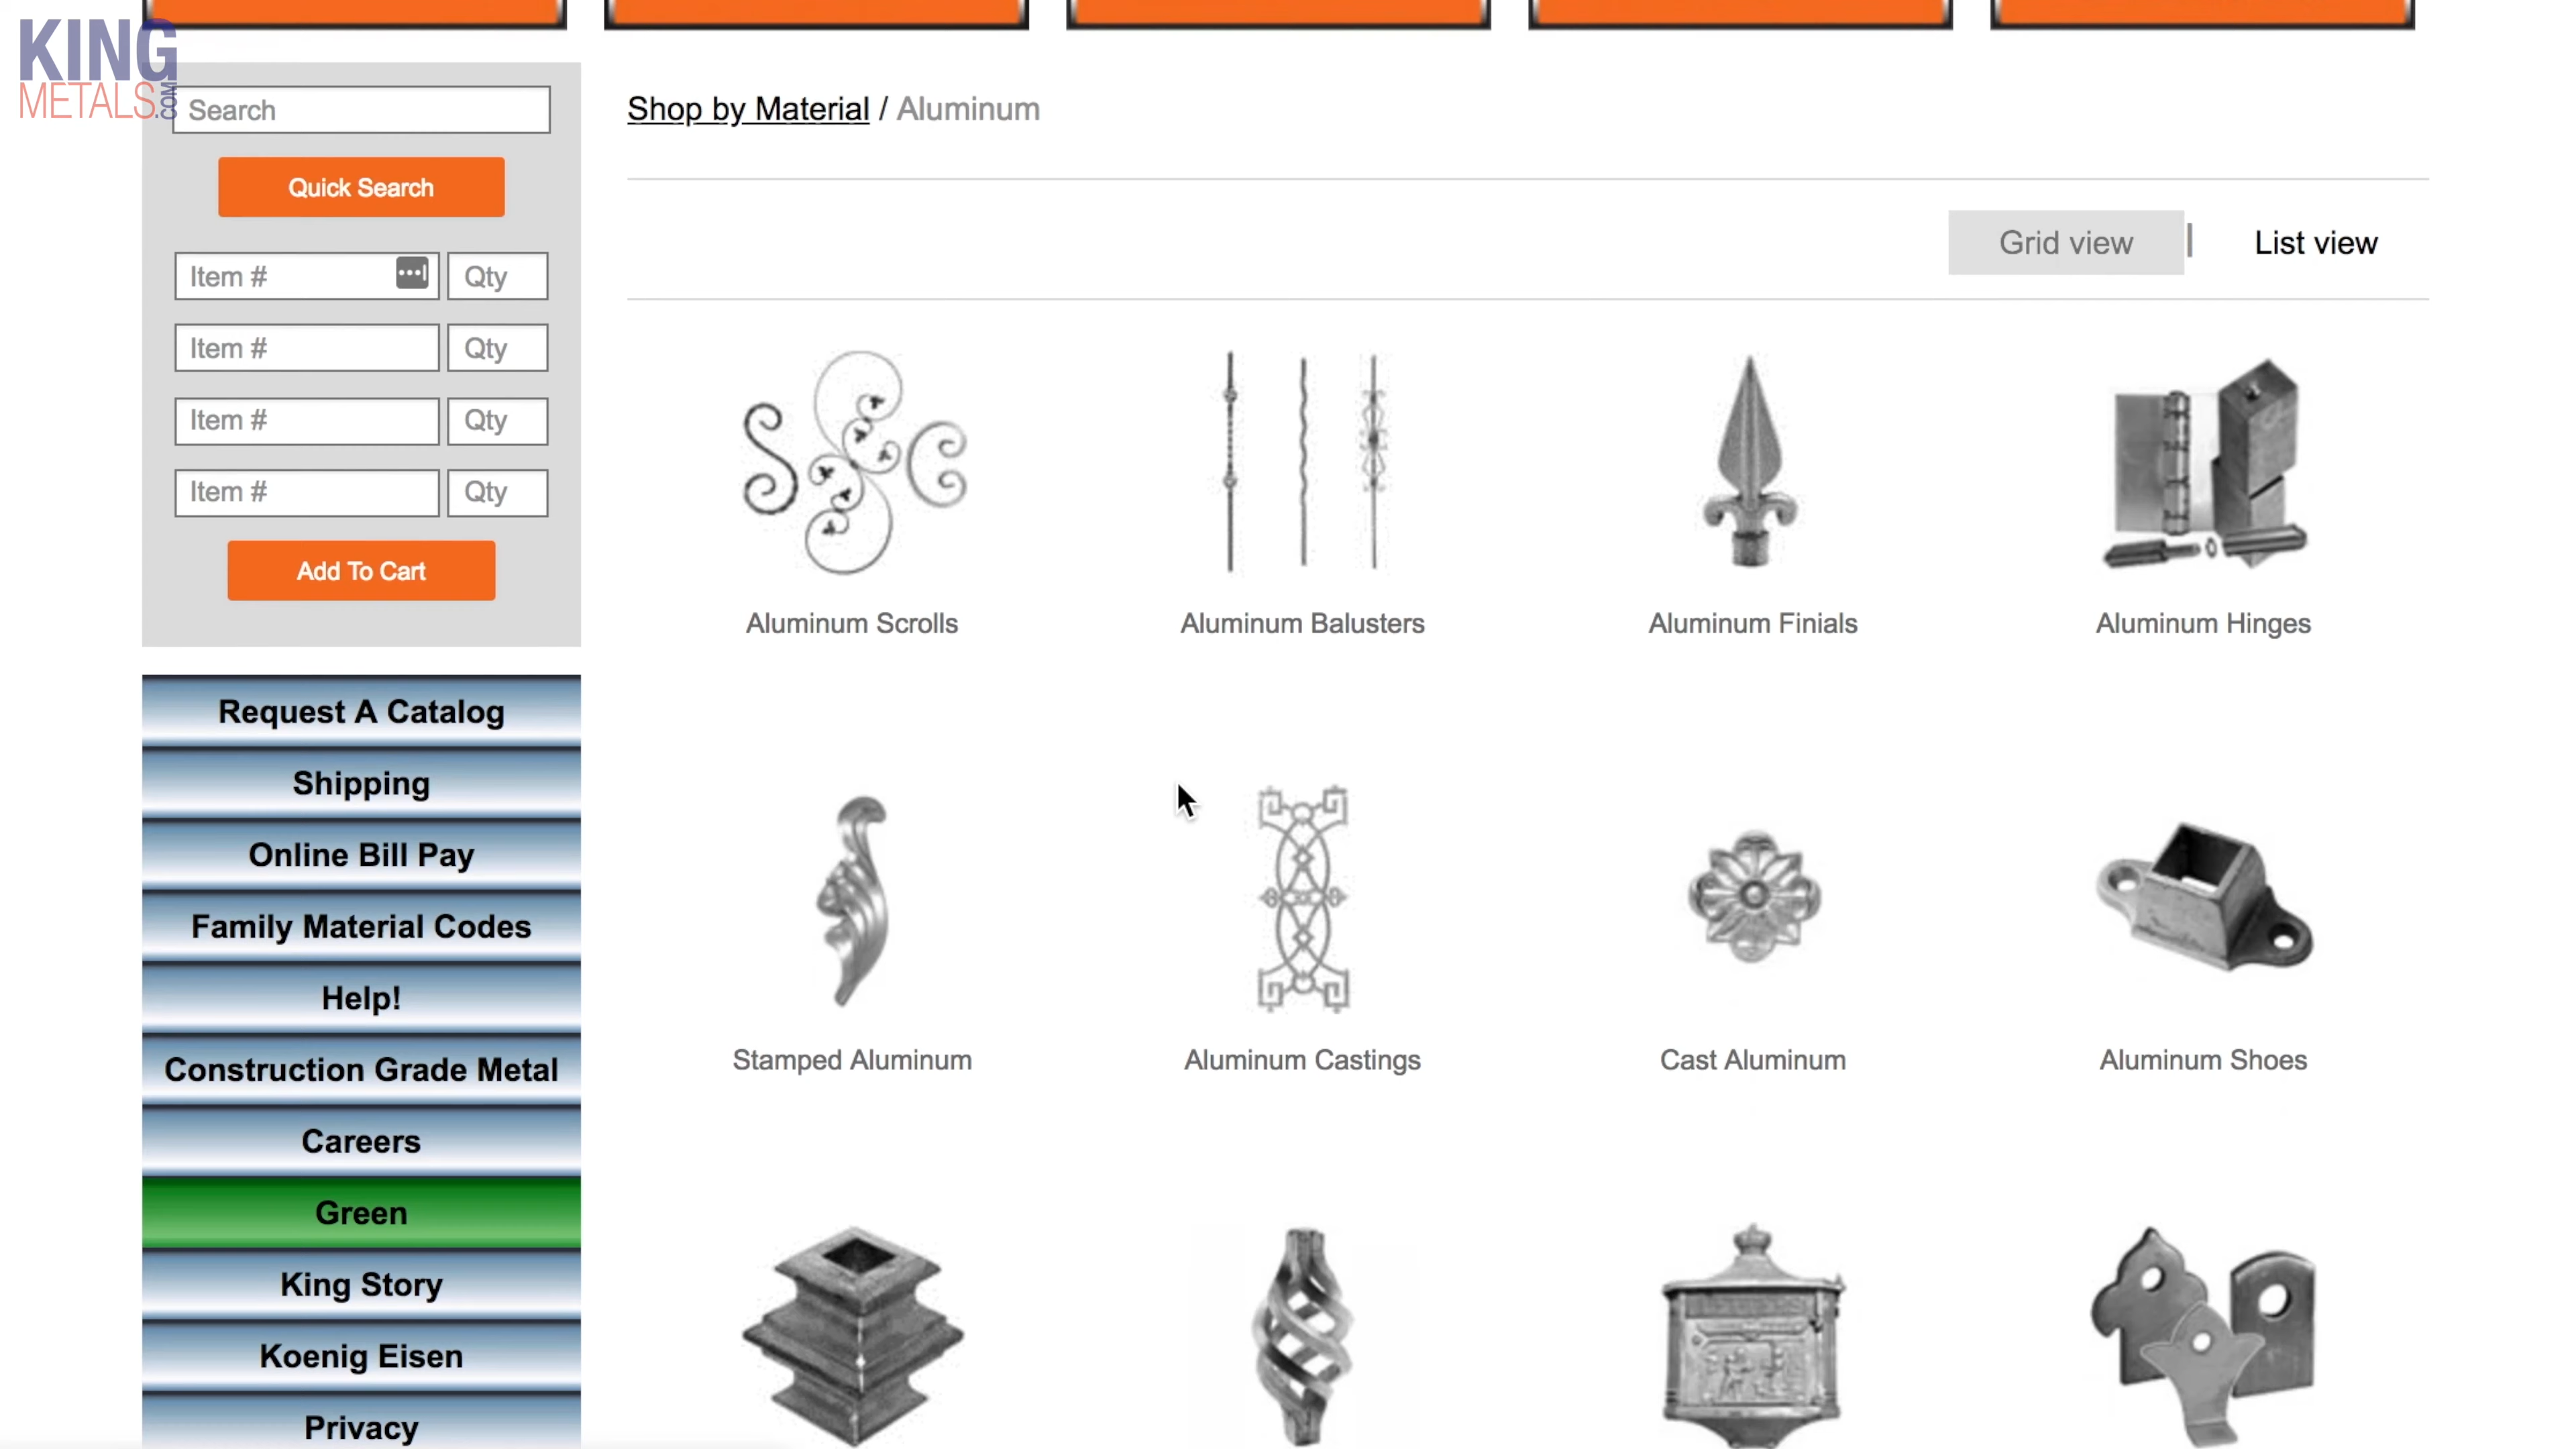 KING
METALS.COM
Search
Quick Search
Item #
Qty
Item #
Qty
Item #
Qty
Item #
Qty
Add To Cart
Request A Catalog
Shipping
Online Bill Pay
Family Material Codes
Help!
Construction Grade Metal
Careers
Green
King Story
Koenig Eisen
Privacy
Shop by Material / Aluminum
Grid view | List view
Aluminum Scrolls
Aluminum Balusters
Aluminum Finials
Aluminum Hinges
Stamped Aluminum
Aluminum Castings
Cast Aluminum
Aluminum Shoes